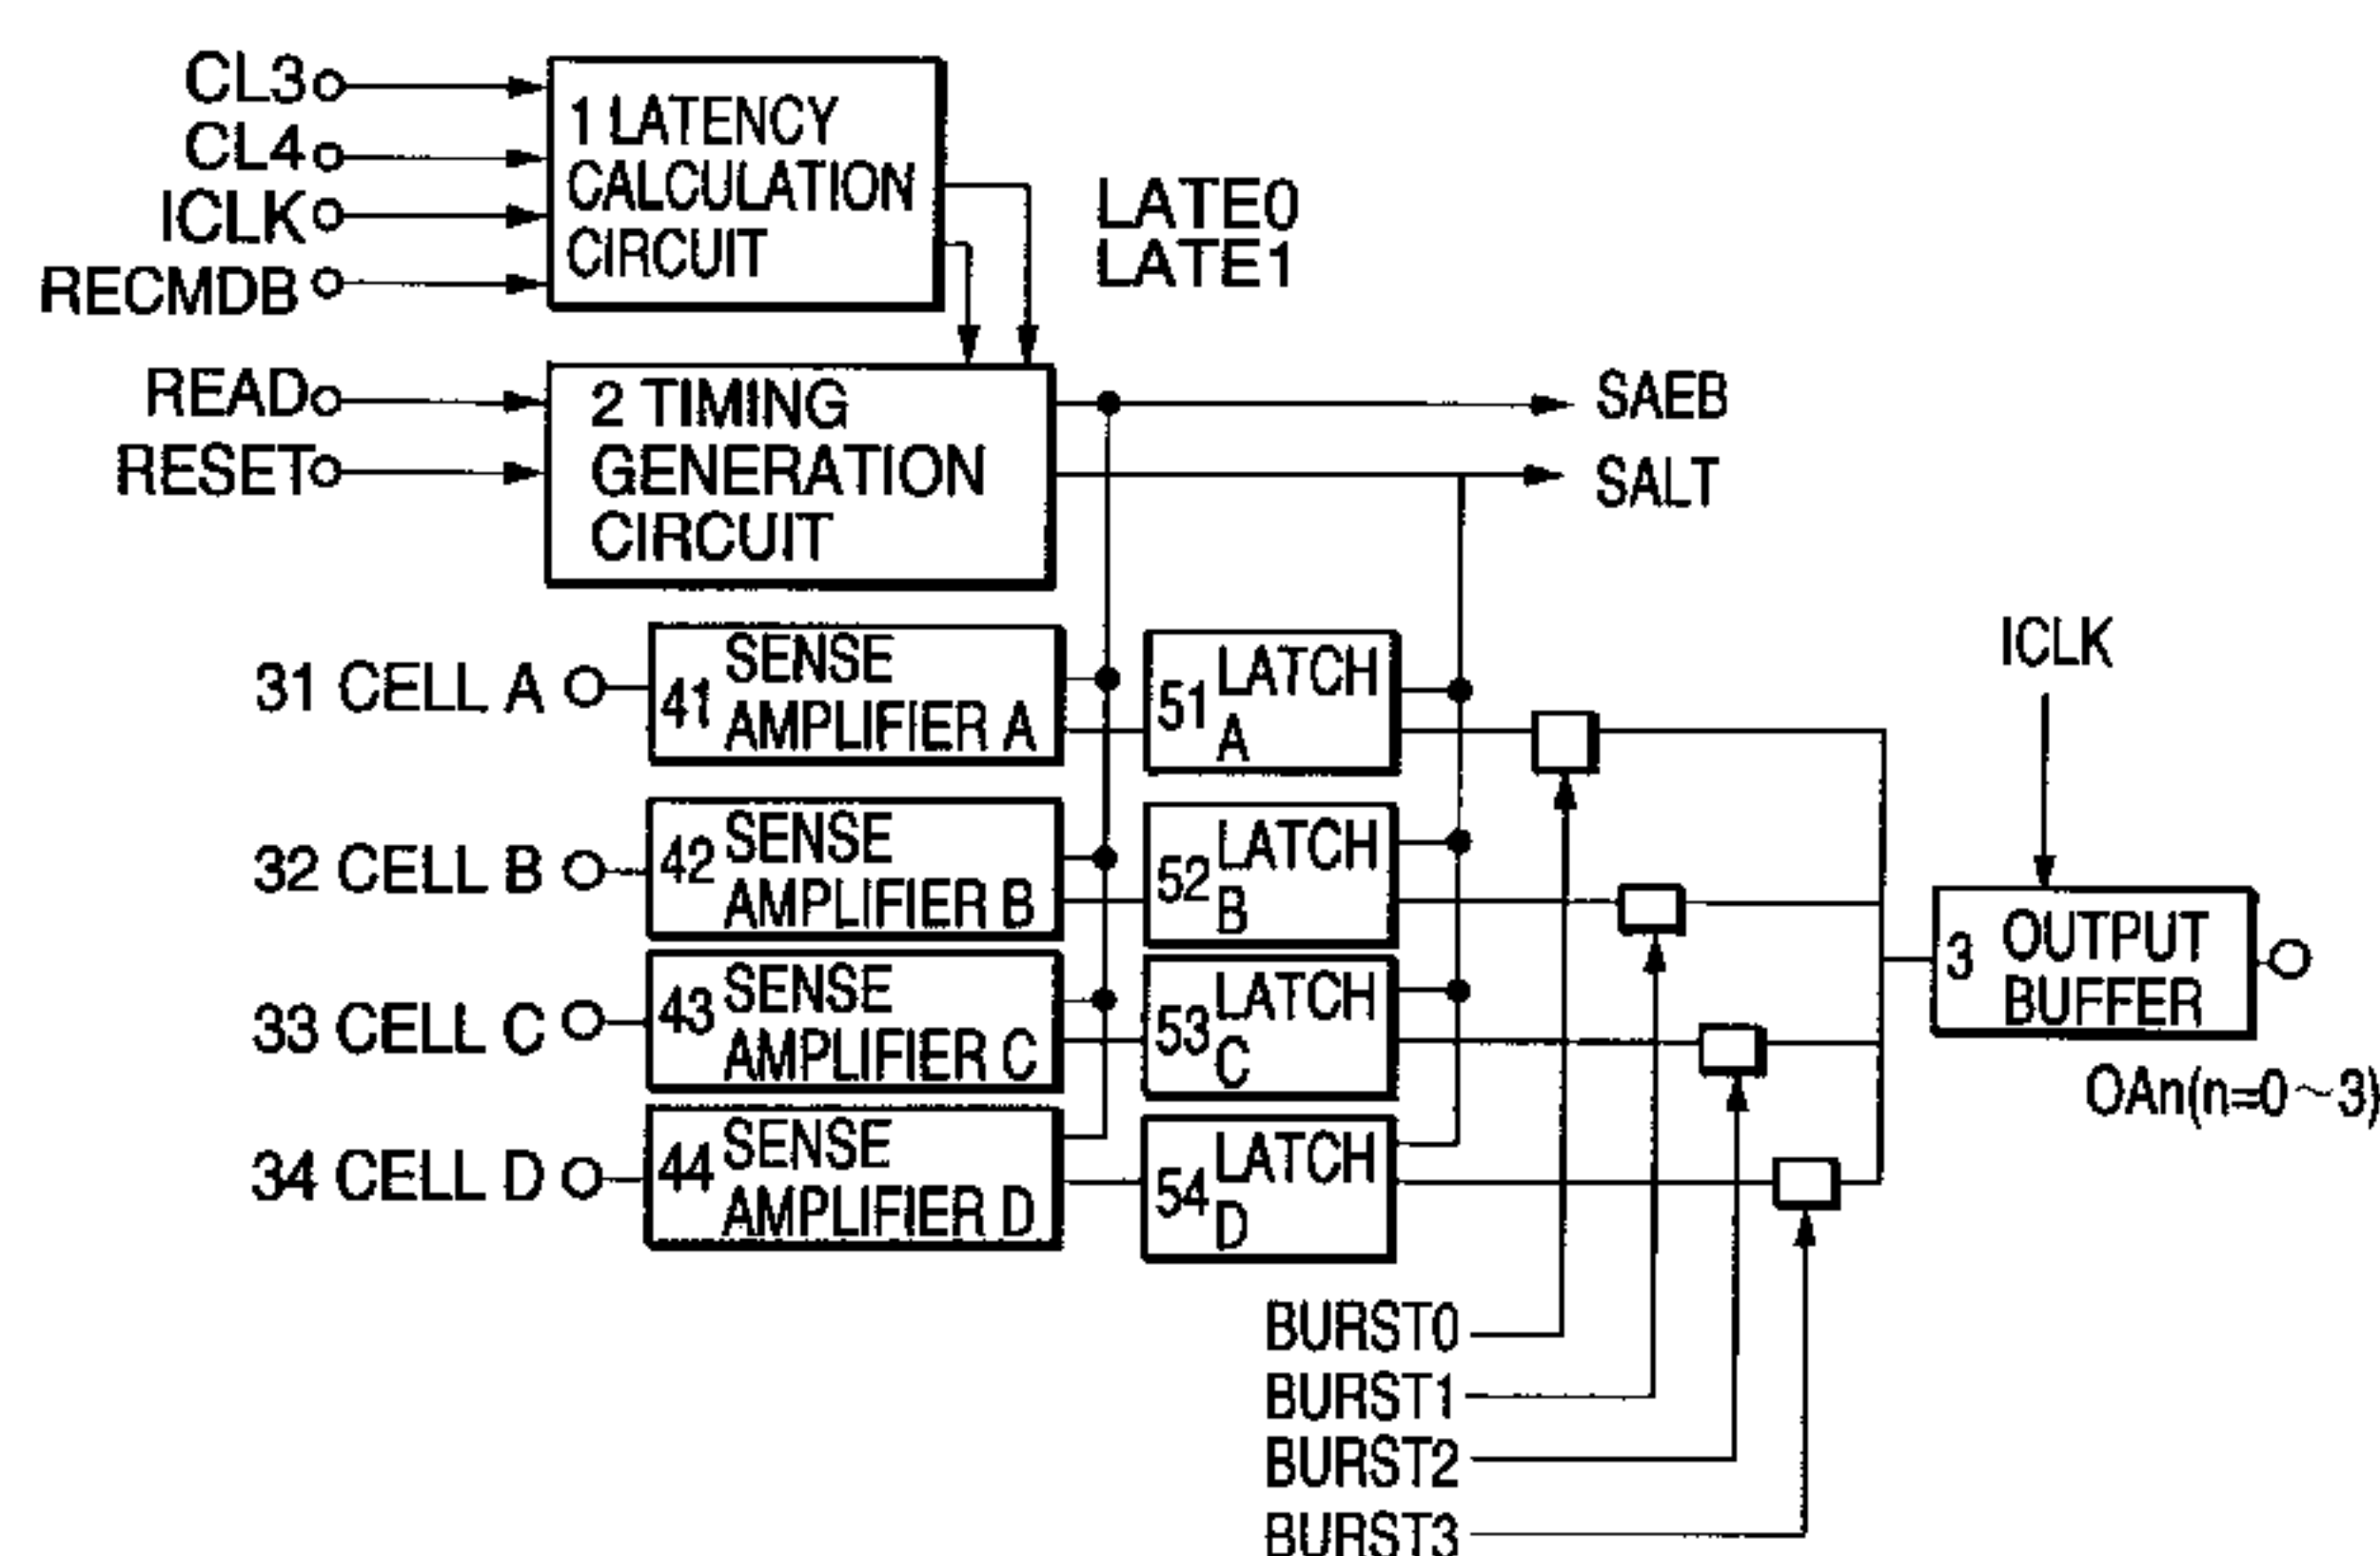 CL3
CL4
ICLK
RECMDB
1 LATENCY
CALCULATION
CIRCUIT
LATE0
LATE1
READ
RESET
2 TIMING
GENERATION
CIRCUIT
SAEB
SALT
ICLK
31 CELL A
41 SENSE
AMPLIFIER A
51 LATCH
A
32 CELL B
42 SENSE
AMPLIFIER B
52 LATCH
B
33 CELL C
43 SENSE
AMPLIFIER C
53 LATCH
C
34 CELL D
44 SENSE
AMPLIFIER D
54 LATCH
D
3 OUTPUT
BUFFER
OAn(n=0~3)
BURST0
BURST1
BURST2
BURST3